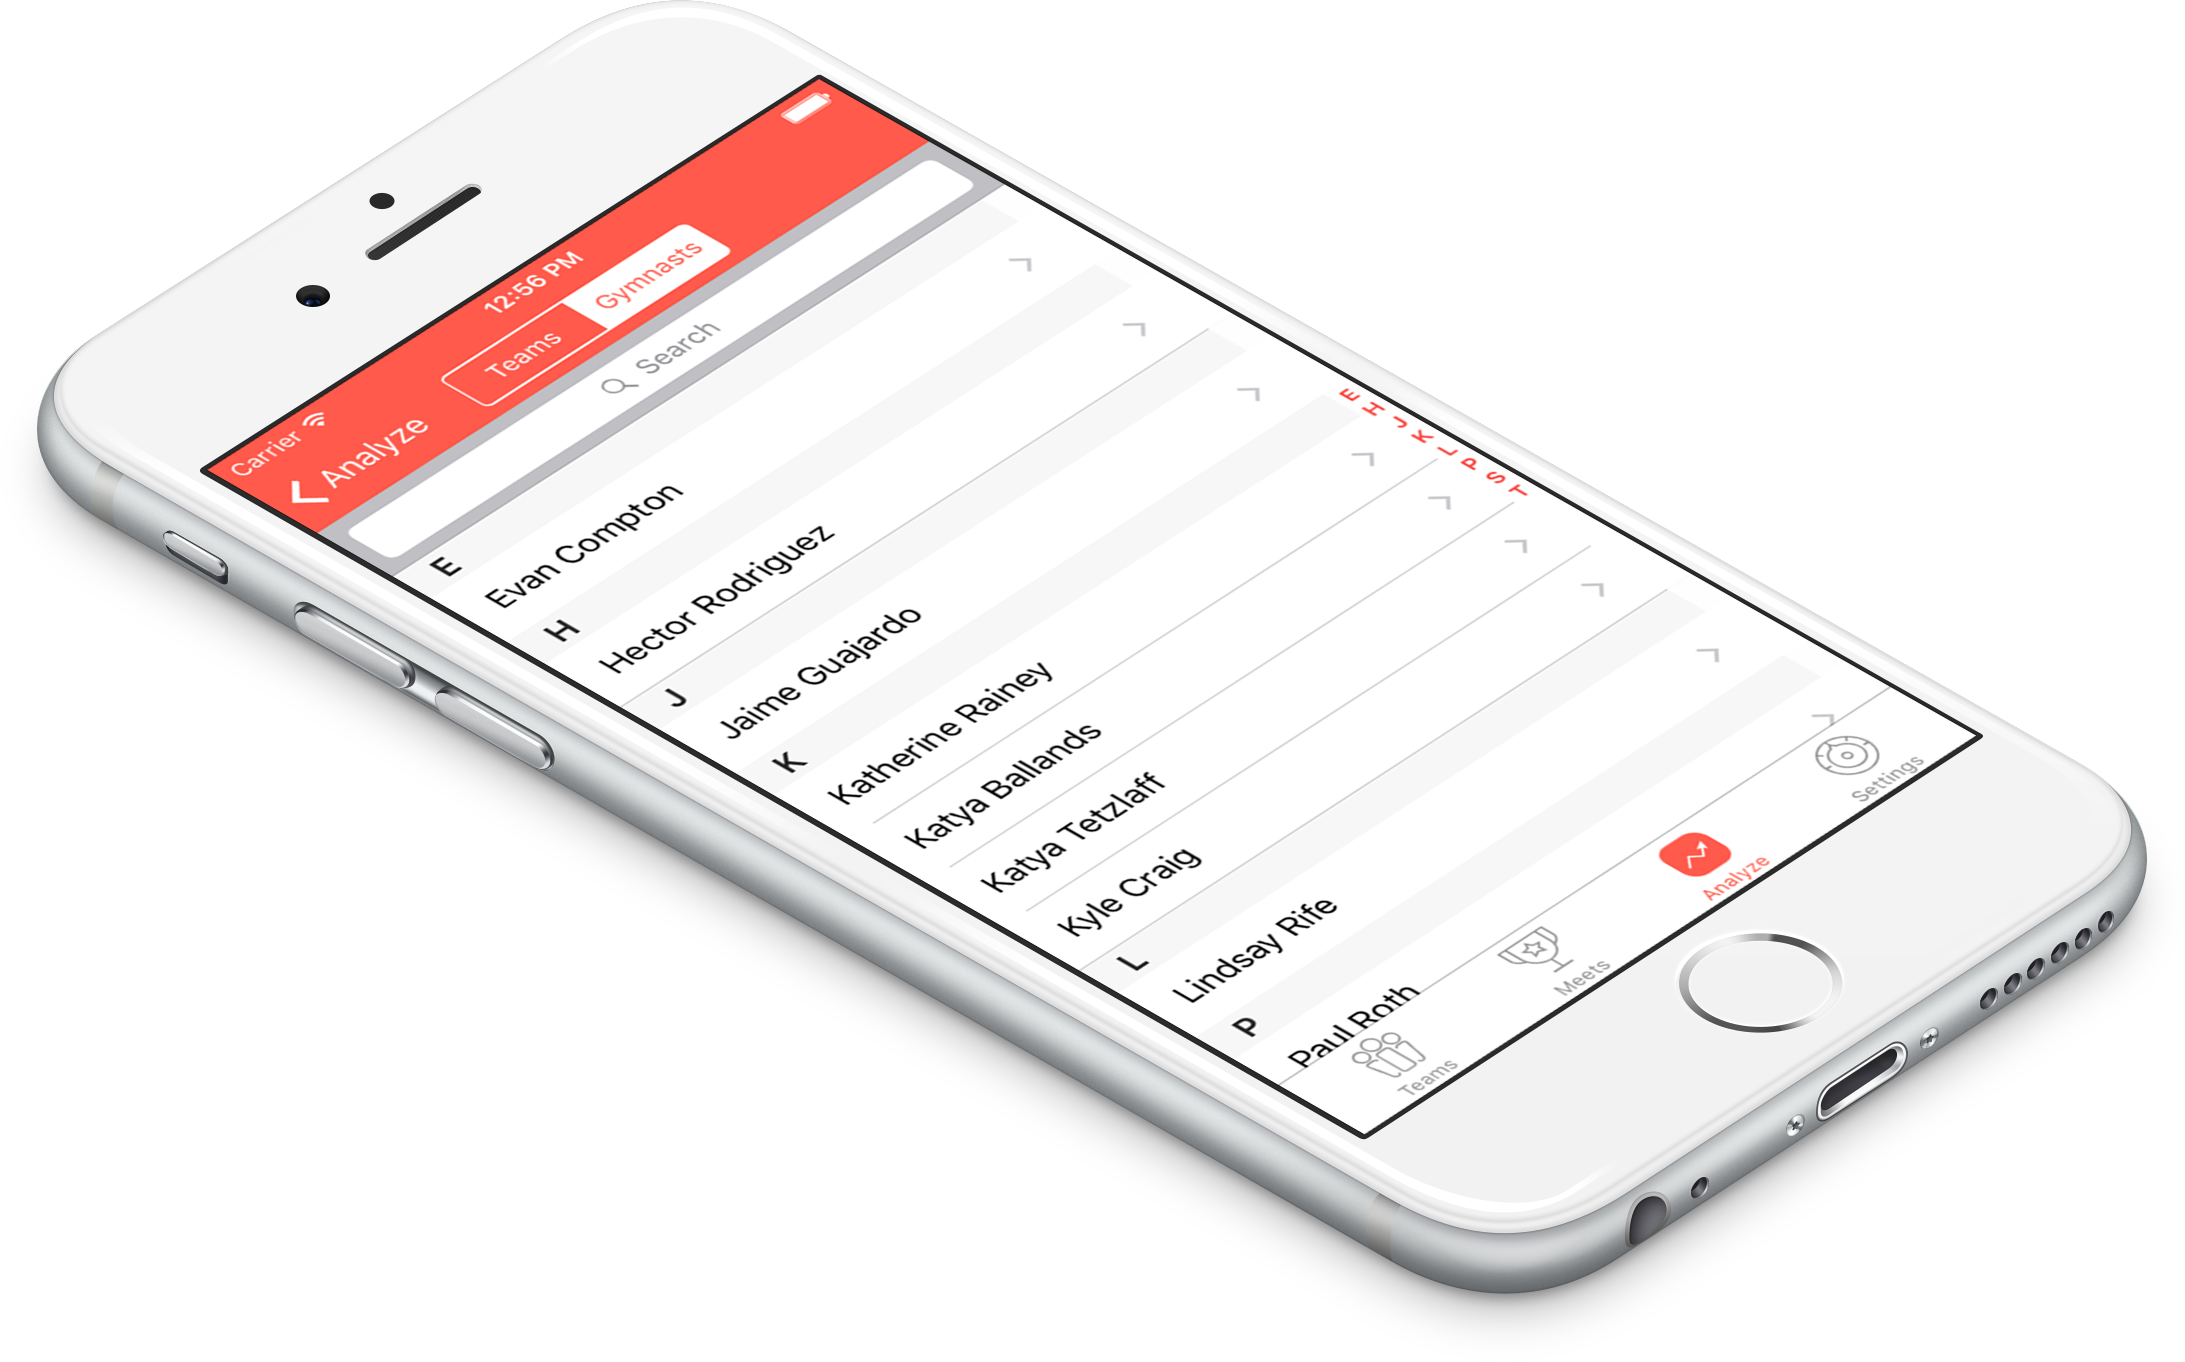 Carrier 12:56 PM
Analyze Teams Gymnasts
Search
E
Evan Compton
H
Hector Rodriguez
J
Jaime Guajardo
K
Katherine Rainey
Katya Ballands
Katya Tetzlaff
Kyle Craig
L
Lindsay Rife
P
Paul Roth
E
H
J
K
L
P
S
T
Teams Meets Analyze Settings